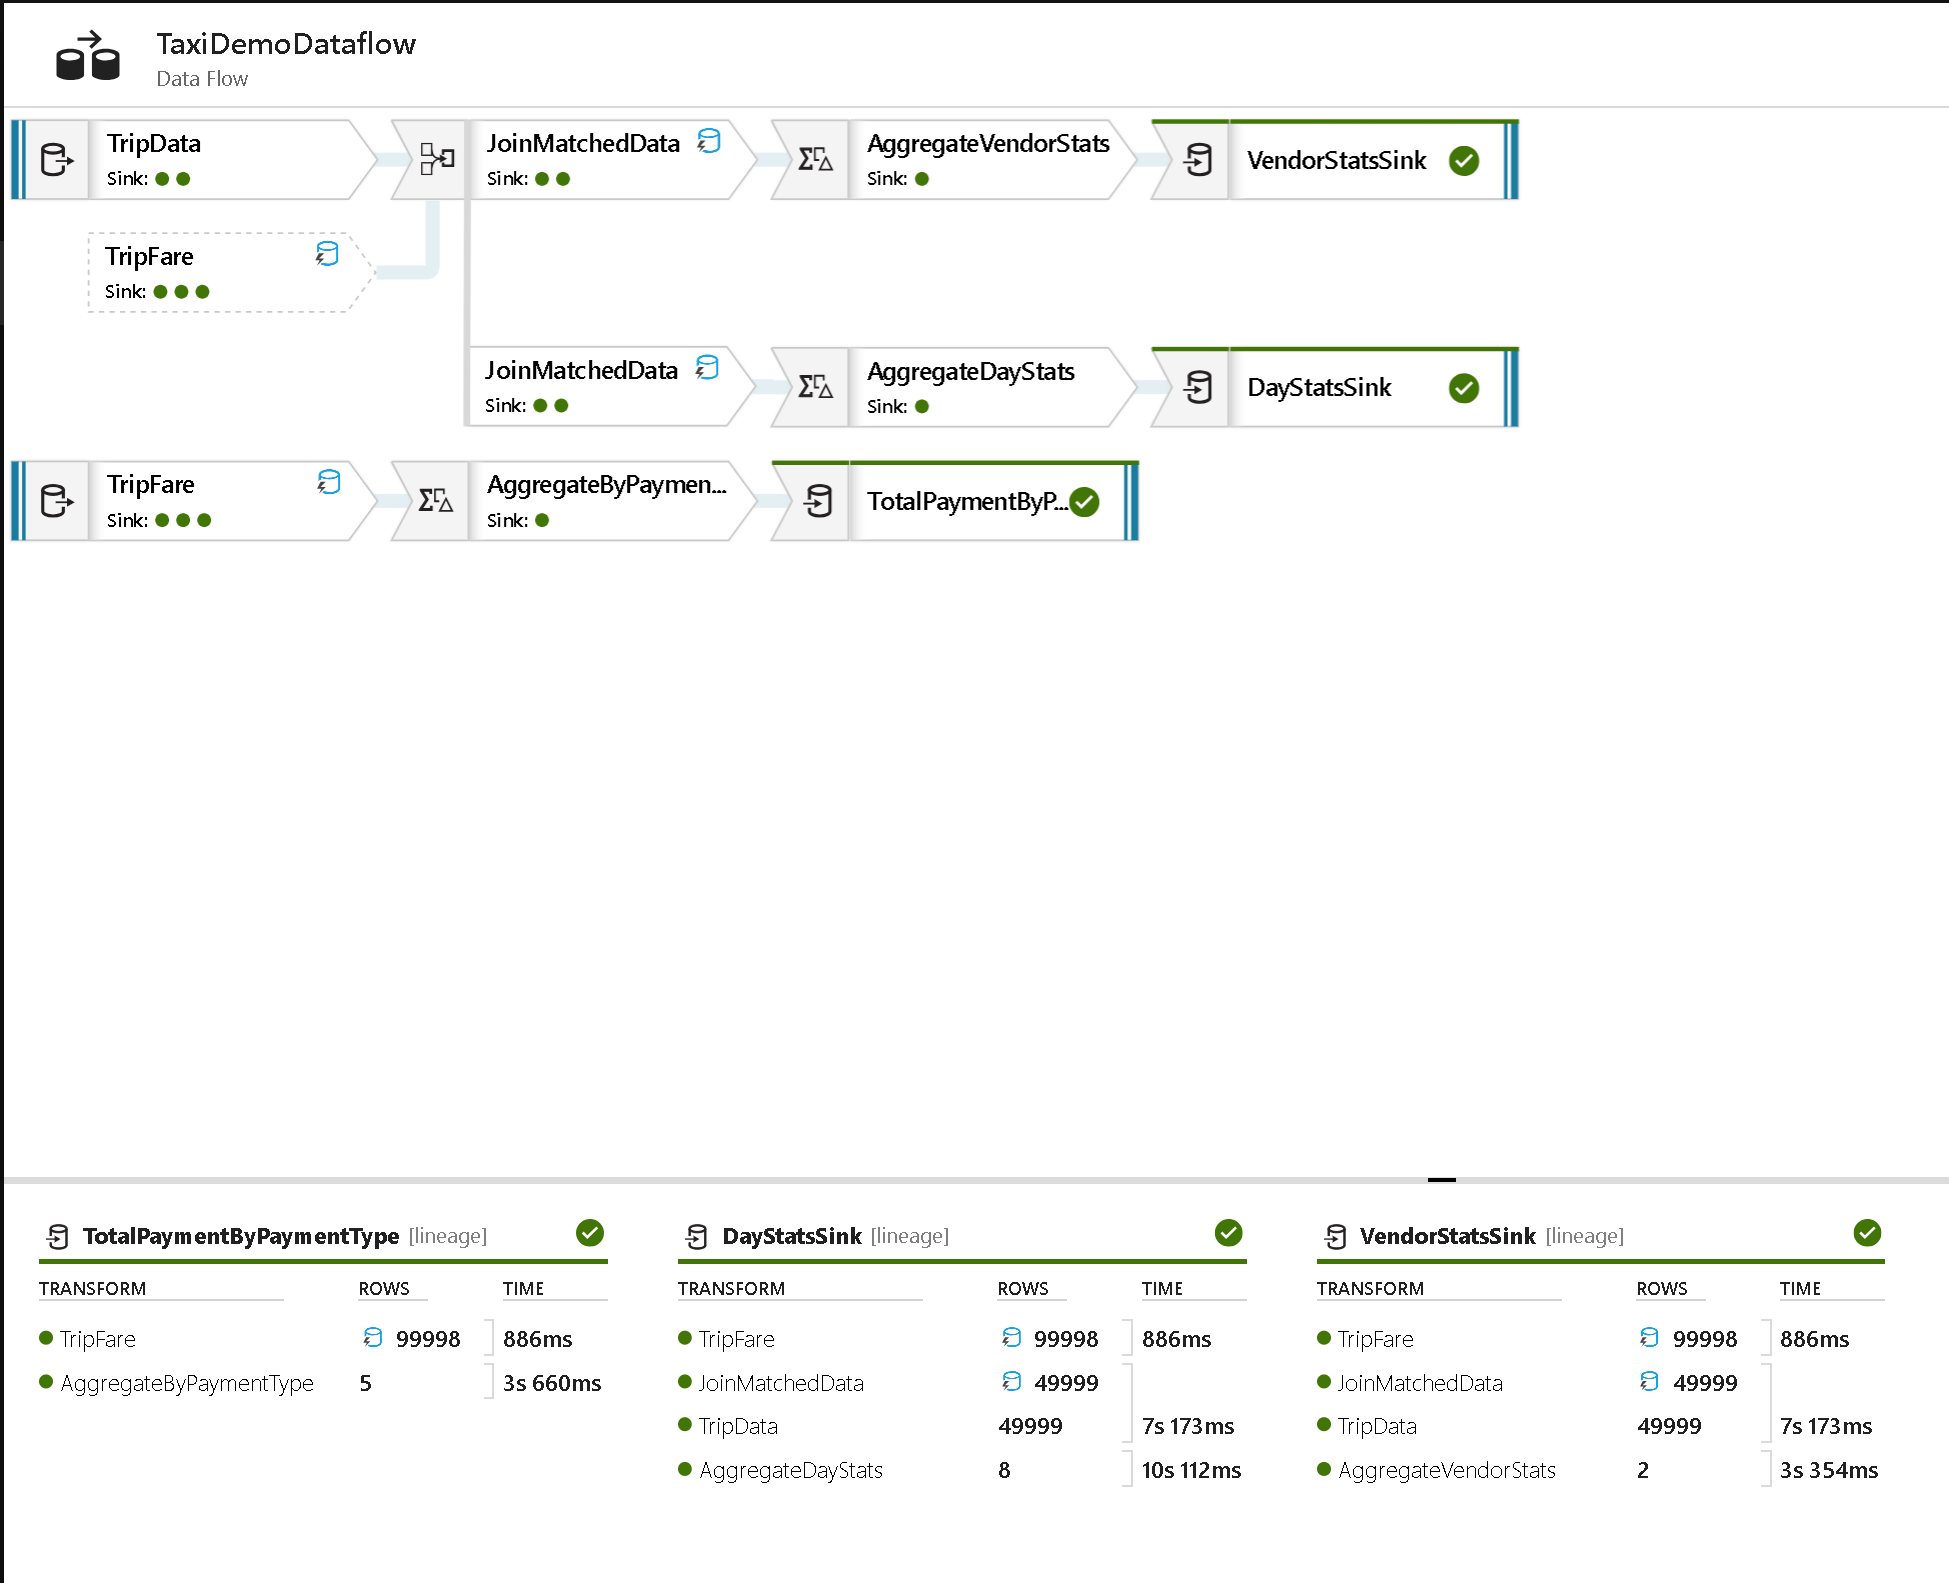 TaxiDemoDataflow
Data Flow
TripData
Sink:
JoinMatchedData
Sink:
AggregateVendorStats
Sink:
VendorStatsSink
TripFare
Sink:
JoinMatchedData
Sink:
AggregateDayStats
Sink:
DayStatsSink
TripFare
Sink:
AggregateByPaymen...
Sink:
TotalPaymentByP...
TotalPaymentByPaymentType [lineage]
TRANSFORM ROWS TIME
TripFare 99998 886ms
AggregateByPaymentType 5 3s 660ms
DayStatsSink [lineage]
TRANSFORM ROWS TIME
TripFare 99998 886ms
JoinMatchedData 49999
TripData 49999 7s 173ms
AggregateDayStats 8 10s 112ms
VendorStatsSink [lineage]
TRANSFORM ROWS TIME
TripFare 99998 886ms
JoinMatchedData 49999
TripData 49999 7s 173ms
AggregateVendorStats 2 3s 354ms